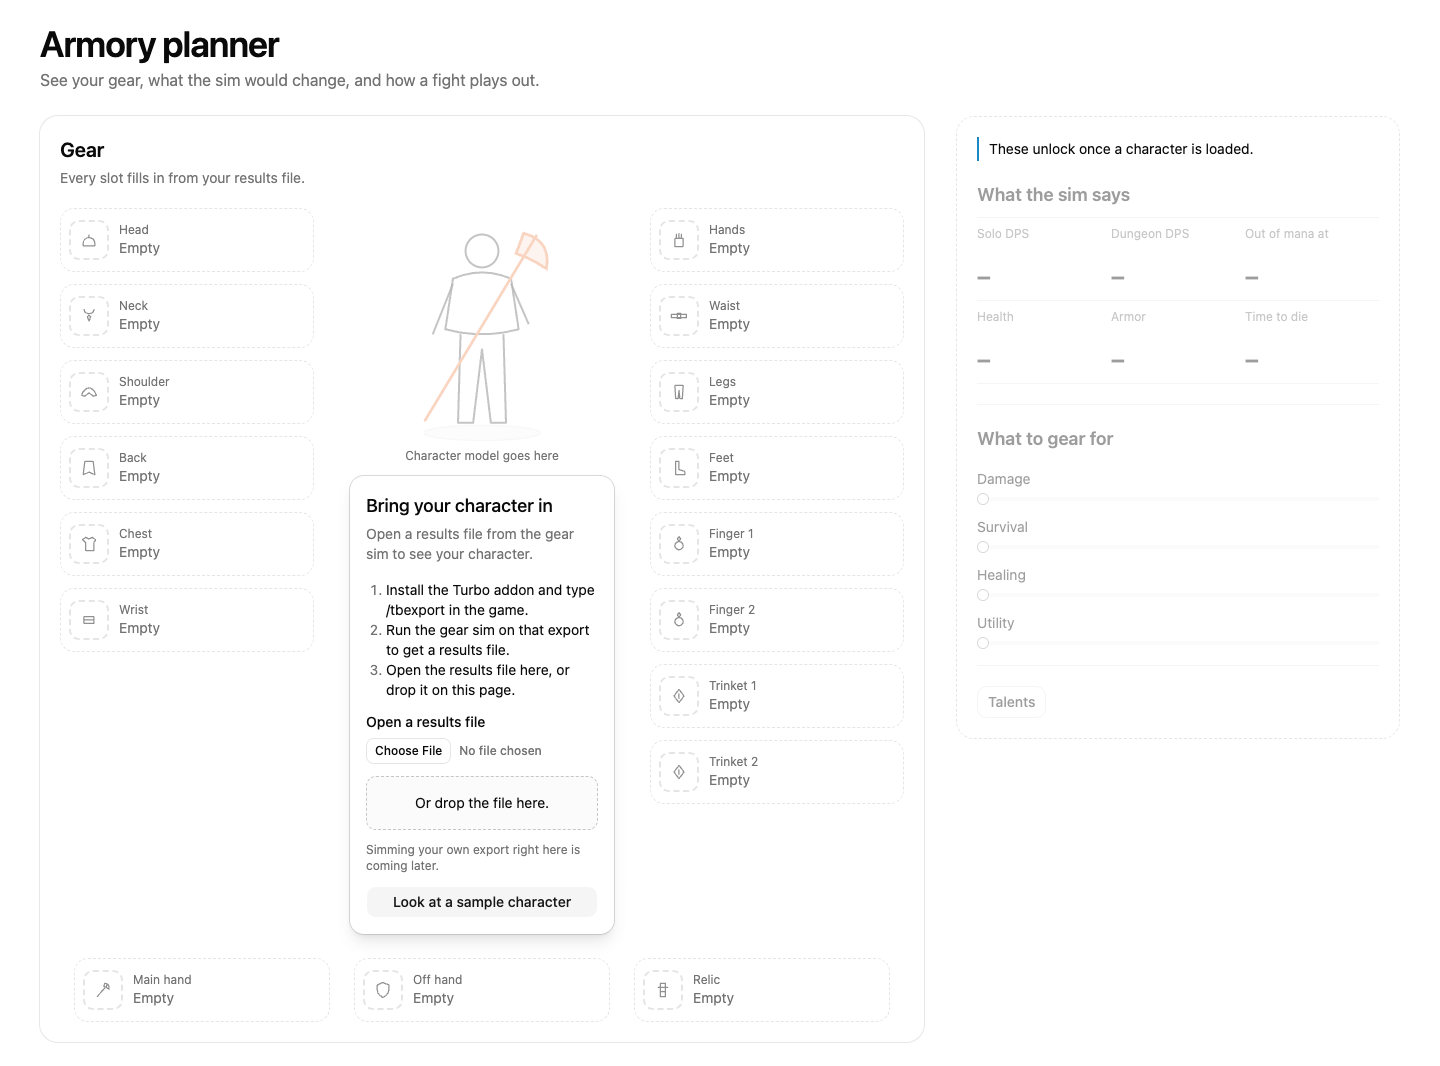 Armory planner
See your gear, what the sim would change, and how a fight plays out.
Gear
Every slot fills in from your results file.
Head
Empty
Neck
Empty
Shoulder
Empty
Back
Empty
Chest
Empty
Wrist
Empty
Character model goes here
Bring your character in
Open a results file from the gear
sim to see your character.
1. Install the Turbo addon and type
/tbexport in the game.
2. Run the gear sim on that export
to get a results file.
3. Open the results file here, or
drop it on this page.
Open a results file
Choose File No file chosen
Or drop the file here.
Simming your own export right here is
coming later.
Look at a sample character
Hands
Empty
Waist
Empty
Legs
Empty
Feet
Empty
Finger 1
Empty
Finger 2
Empty
Trinket 1
Empty
Trinket 2
Empty
Main hand
Empty
Off hand
Empty
Relic
Empty
These unlock once a character is loaded.
What the sim says
Solo DPS Dungeon DPS Out of mana at
– – –
Health Armor Time to die
– – –
What to gear for
Damage
Survival
Healing
Utility
Talents